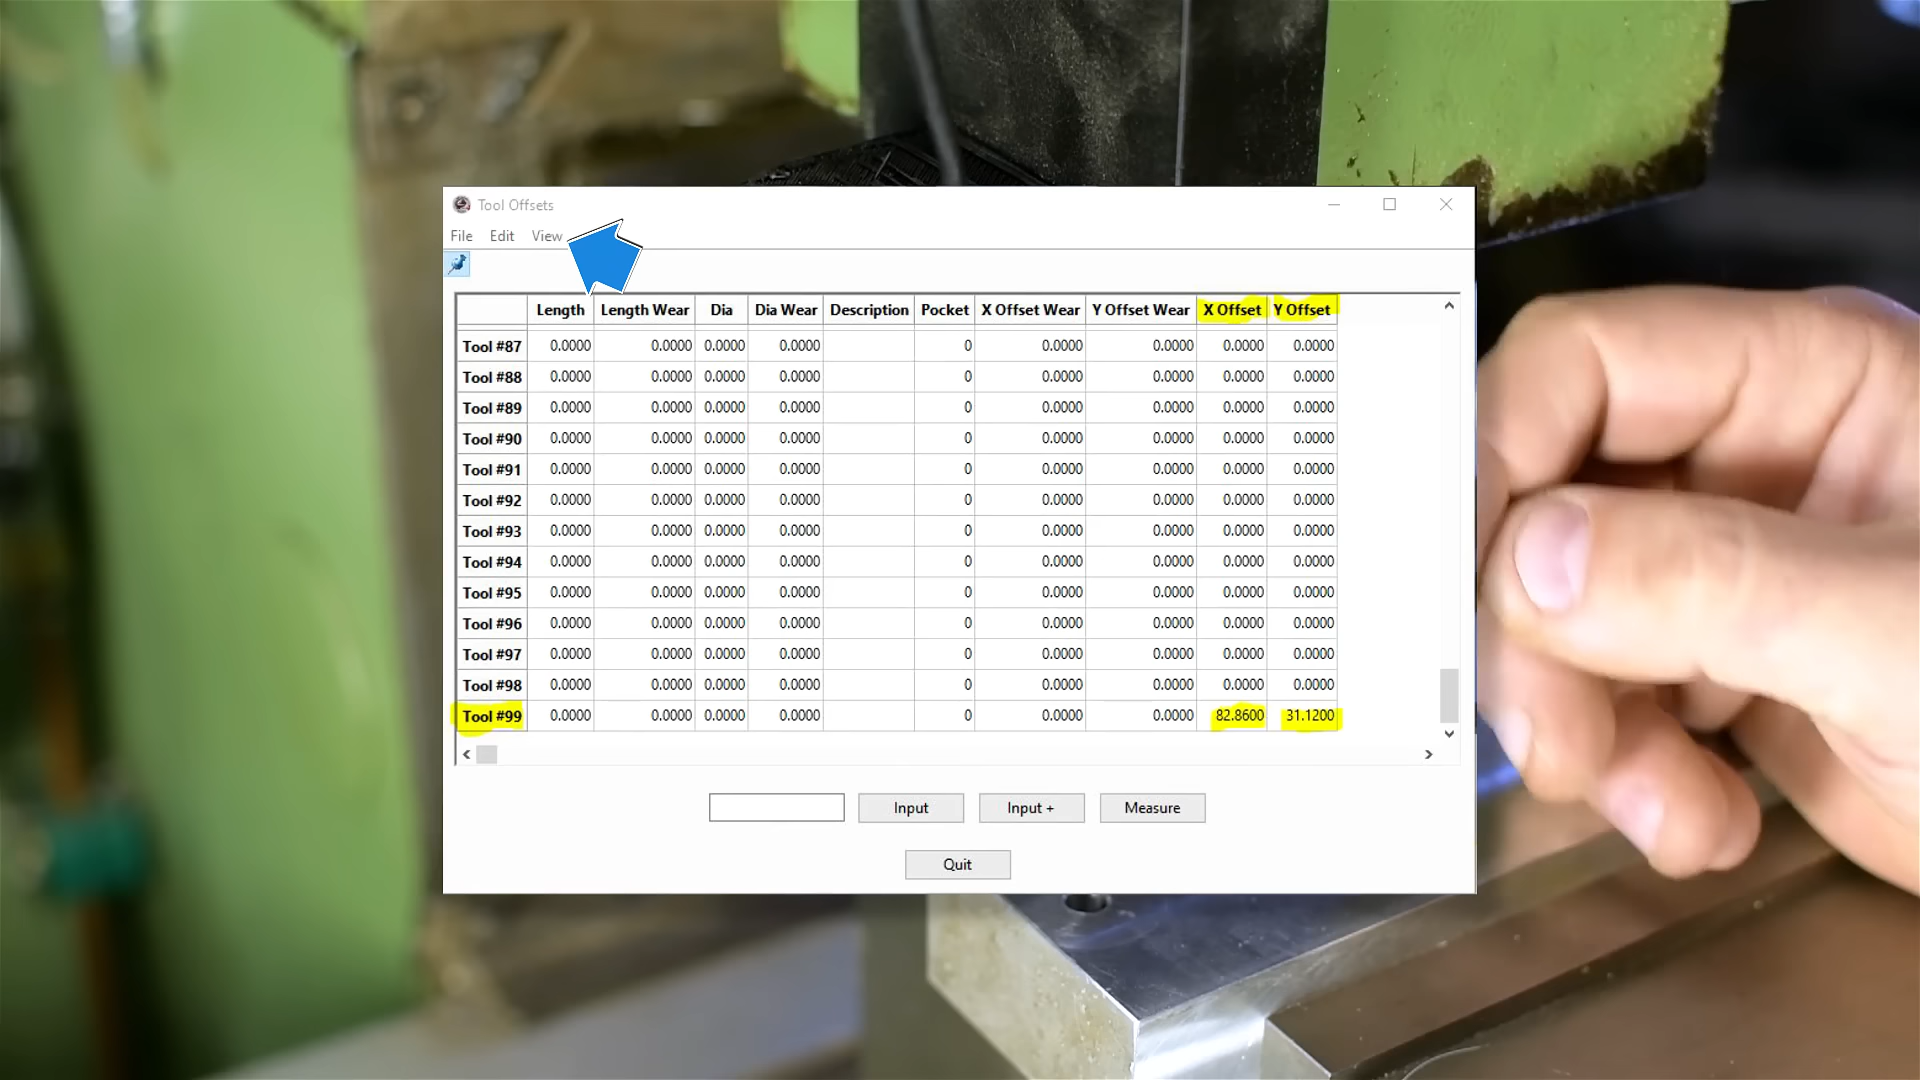 Tool Offsets
File Edit View
Length Length Wear Dia Dia Wear Description Pocket X Offset Wear Y Offset Wear X Offset Y Offset
Tool #87 0.0000 0.0000 0.0000 0.0000 0 0.0000 0.0000 0.0000 0.0000
Tool #88 0.0000 0.0000 0.0000 0.0000 0 0.0000 0.0000 0.0000 0.0000
Tool #89 0.0000 0.0000 0.0000 0.0000 0 0.0000 0.0000 0.0000 0.0000
Tool #90 0.0000 0.0000 0.0000 0.0000 0 0.0000 0.0000 0.0000 0.0000
Tool #91 0.0000 0.0000 0.0000 0.0000 0 0.0000 0.0000 0.0000 0.0000
Tool #92 0.0000 0.0000 0.0000 0.0000 0 0.0000 0.0000 0.0000 0.0000
Tool #93 0.0000 0.0000 0.0000 0.0000 0 0.0000 0.0000 0.0000 0.0000
Tool #94 0.0000 0.0000 0.0000 0.0000 0 0.0000 0.0000 0.0000 0.0000
Tool #95 0.0000 0.0000 0.0000 0.0000 0 0.0000 0.0000 0.0000 0.0000
Tool #96 0.0000 0.0000 0.0000 0.0000 0 0.0000 0.0000 0.0000 0.0000
Tool #97 0.0000 0.0000 0.0000 0.0000 0 0.0000 0.0000 0.0000 0.0000
Tool #98 0.0000 0.0000 0.0000 0.0000 0 0.0000 0.0000 0.0000 0.0000
Tool #99 0.0000 0.0000 0.0000 0.0000 0 0.0000 0.0000 82.8600 31.1200
Input Input + Measure
Quit